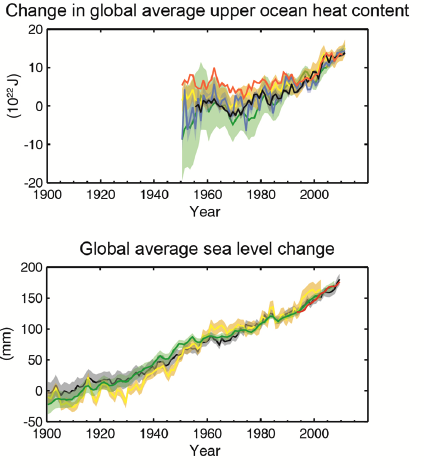 Change in global average upper ocean heat content
20
10
0
-10
-20
(10²² J)
1900 1920 1940 1960 1980 2000
Year
Global average sea level change
200
150
100
50
0
-50
(mm)
1900 1920 1940 1960 1980 2000
Year